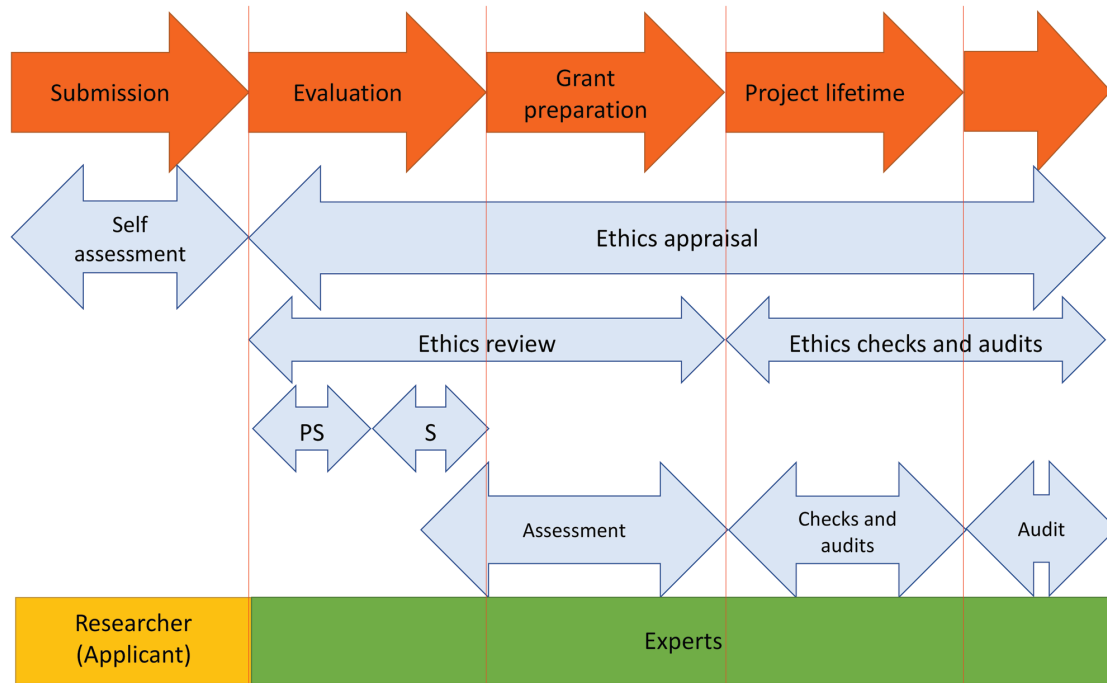 Submission
Evaluation
Grant
preparation
Project lifetime
Self
assessment
Ethics appraisal
Ethics review
Ethics checks and audits
PS
S
Assessment
Checks and
audits
Audit
Researcher
(Applicant)
Experts